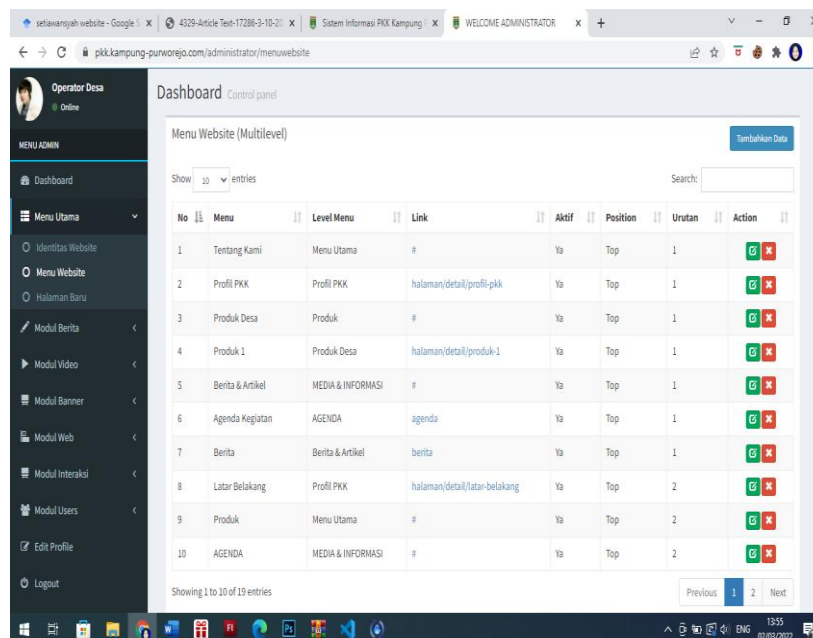 setiawansyah website - Google S
4329-Article Text-17286-3-10-20
Sistem Informasi PKK Kampung
WELCOME ADMINISTRATOR
pkk.kampung-purworejo.com/administrator/menuwebsite
Operator Desa
Online
Dashboard Control panel
MENU ADMIN
Dashboard
Menu Utama
Identitas Website
Menu Website
Halaman Baru
Modul Berita
Modul Video
Modul Banner
Modul Web
Modul Interaksi
Modul Users
Edit Profile
Logout
Menu Website (Multilevel)
Tambahkan Data
Show 10 entries
Search:
No Menu Level Menu Link Aktif Position Urutan Action
1 Tentang Kami Menu Utama # Ya Top 1
2 Profil PKK Profil PKK halaman/detail/profil-pkk Ya Top 1
3 Produk Desa Produk # Ya Top 1
4 Produk 1 Produk Desa halaman/detail/produk-1 Ya Top 1
5 Berita & Artikel MEDIA & INFORMASI # Ya Top 1
6 Agenda Kegiatan AGENDA agenda Ya Top 1
7 Berita Berita & Artikel berita Ya Top 1
8 Latar Belakang Profil PKK halaman/detail/latar-belakang Ya Top 2
9 Produk Menu Utama # Ya Top 2
10 AGENDA MEDIA & INFORMASI # Ya Top 2
Showing 1 to 10 of 19 entries
Previous 1 2 Next
ENG
13:55
02/03/2022